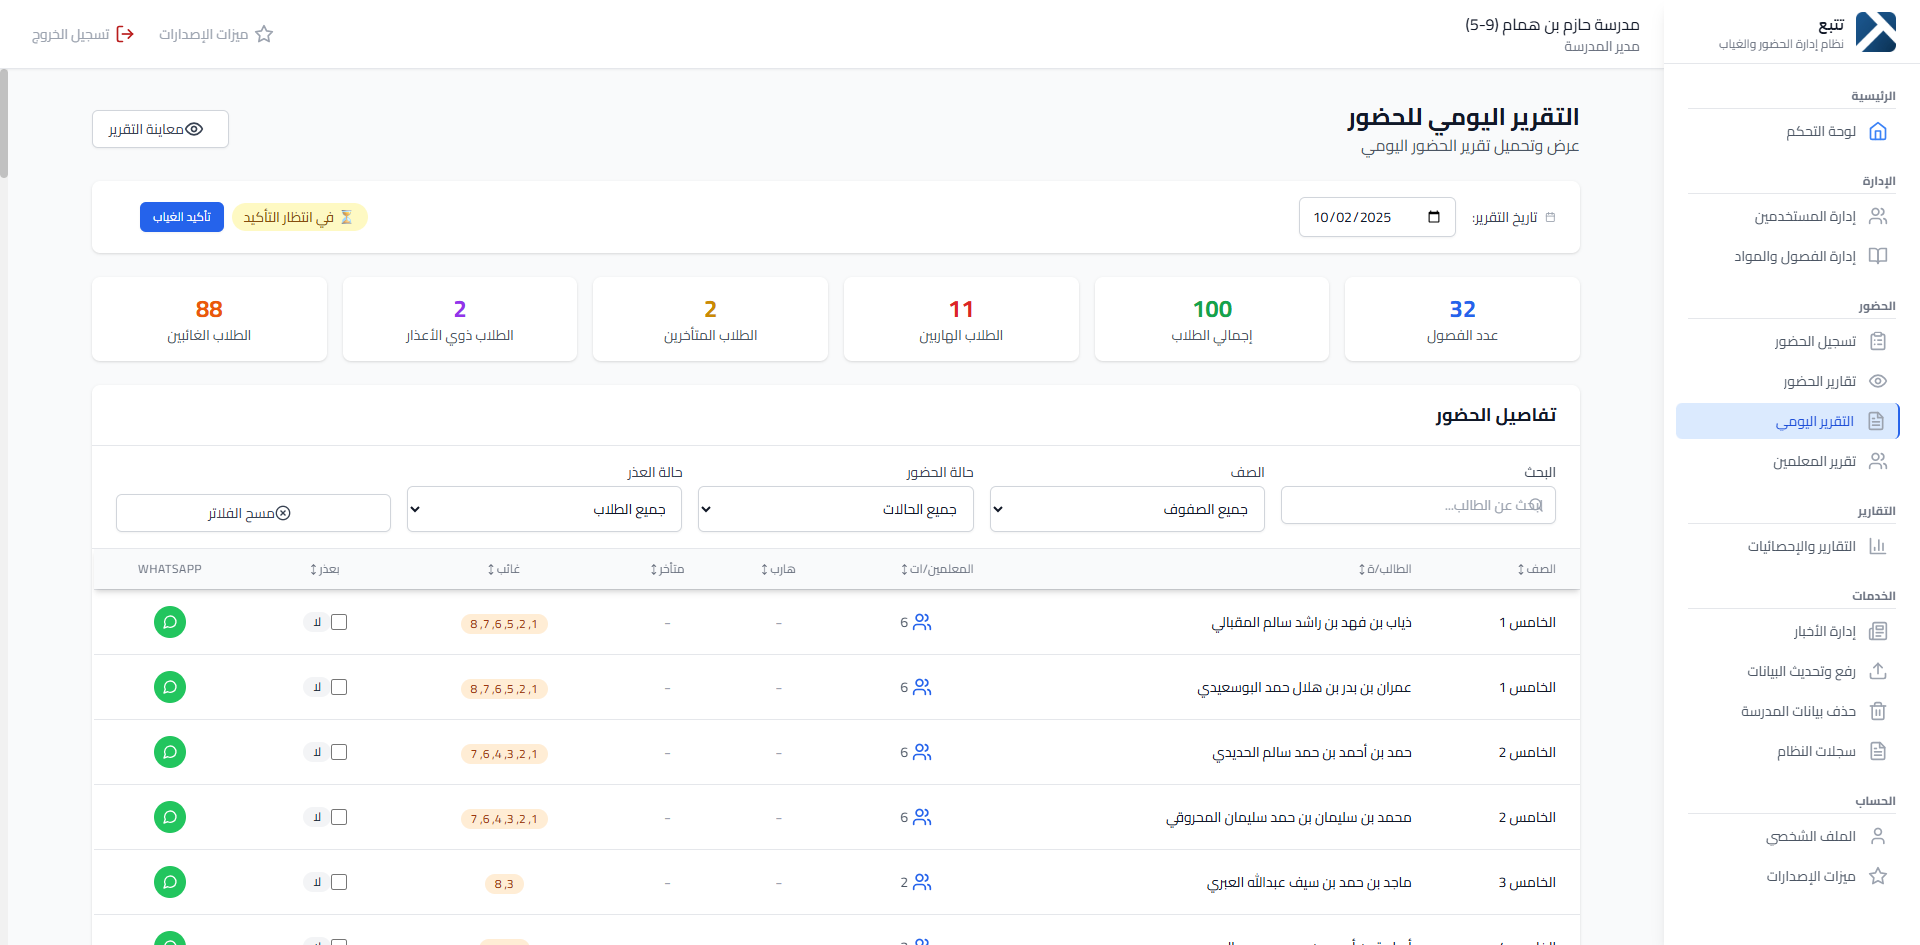 تتبع
نظام إدارة الحضور والغياب
مدرسة حازم بن همام (9-5)
مدير المدرسة
ميزات الإصدارات
تسجيل الخروج
الرئيسية
لوحة التحكم
الإدارة
إدارة المستخدمين
إدارة الفصول والمواد
الحضور
تسجيل الحضور
تقارير الحضور
التقرير اليومي
تقرير المعلمين
التقارير
التقارير والإحصائيات
الخدمات
إدارة الأخبار
رفع وتحديث البيانات
حذف بيانات المدرسة
سجلات النظام
الحساب
الملف الشخصي
ميزات الإصدارات
التقرير اليومي للحضور
عرض وتحميل تقرير الحضور اليومي
معاينة التقرير
تاريخ التقرير:
10/02/2025
⏳ في انتظار التأكيد
تأكيد الغياب
32
عدد الفصول
100
إجمالي الطلاب
11
الطلاب الهاربين
2
الطلاب المتأخرين
2
الطلاب ذوي الأعذار
88
الطلاب الغائبين
تفاصيل الحضور
البحث
ابحث عن الطالب...
الصف
جميع الصفوف
حالة الحضور
جميع الحالات
حالة العذر
جميع الطلاب
مسح الفلاتر
الصف↕ الطالب/ة↕ المعلمين/ات↕ هارب↕ متأخر↕ غائب↕ بعذر↕ WHATSAPP
الخامس 1 ذياب بن فهد بن راشد سالم المقبالي 6 - - 1, 2, 5, 6, 7, 8 لا
الخامس 1 عمران بن بدر بن هلال حمد البوسعيدي 6 - - 1, 2, 5, 6, 7, 8 لا
الخامس 2 حمد بن أحمد بن حمد سالم الحديدي 6 - - 1, 2, 3, 4, 6, 7 لا
الخامس 2 محمد بن سليمان بن حمد سليمان المحروقي 6 - - 1, 2, 3, 4, 6, 7 لا
الخامس 3 ماجد بن حمد بن سيف عبدالله العبري 2 - - 3, 8 لا